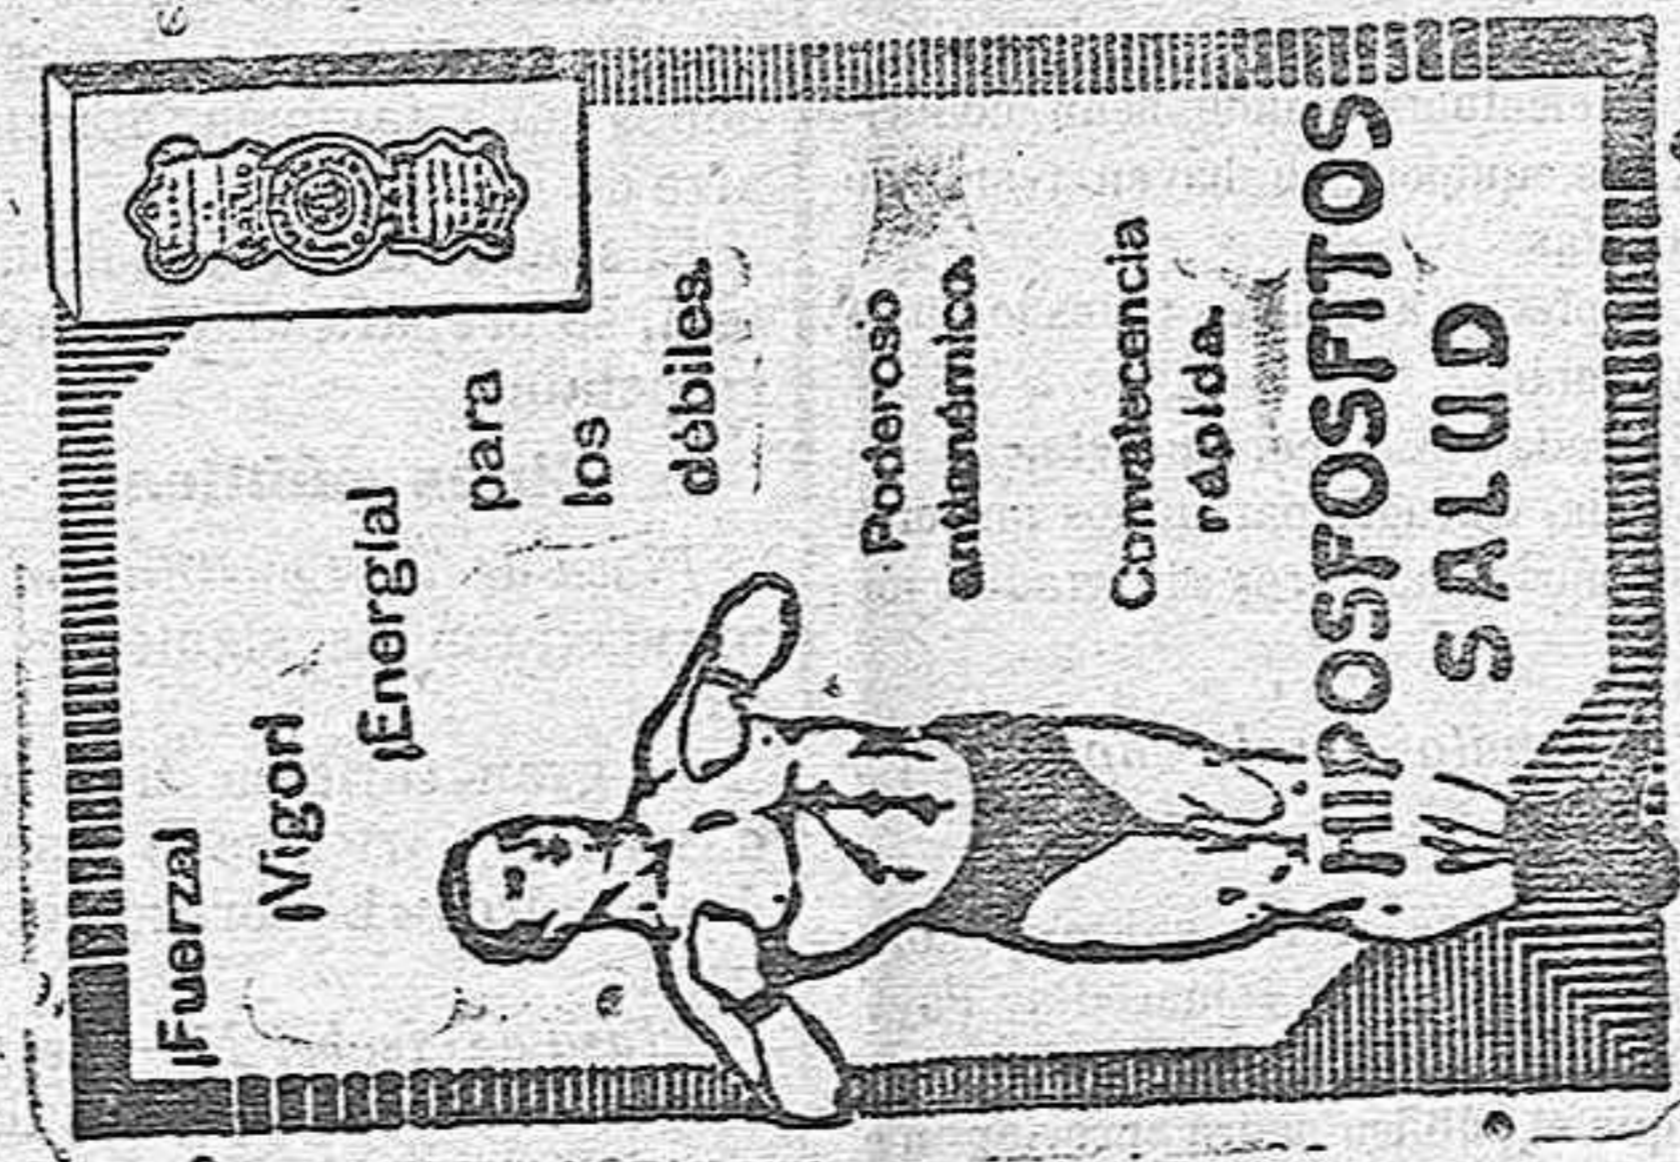 ¡Fuerza!
¡Vigor!
¡Energía!
para
los
débiles.
Poderoso
antianémico.
Convalecencia
rápida.
HIPOSFOSFITOS
SALUD